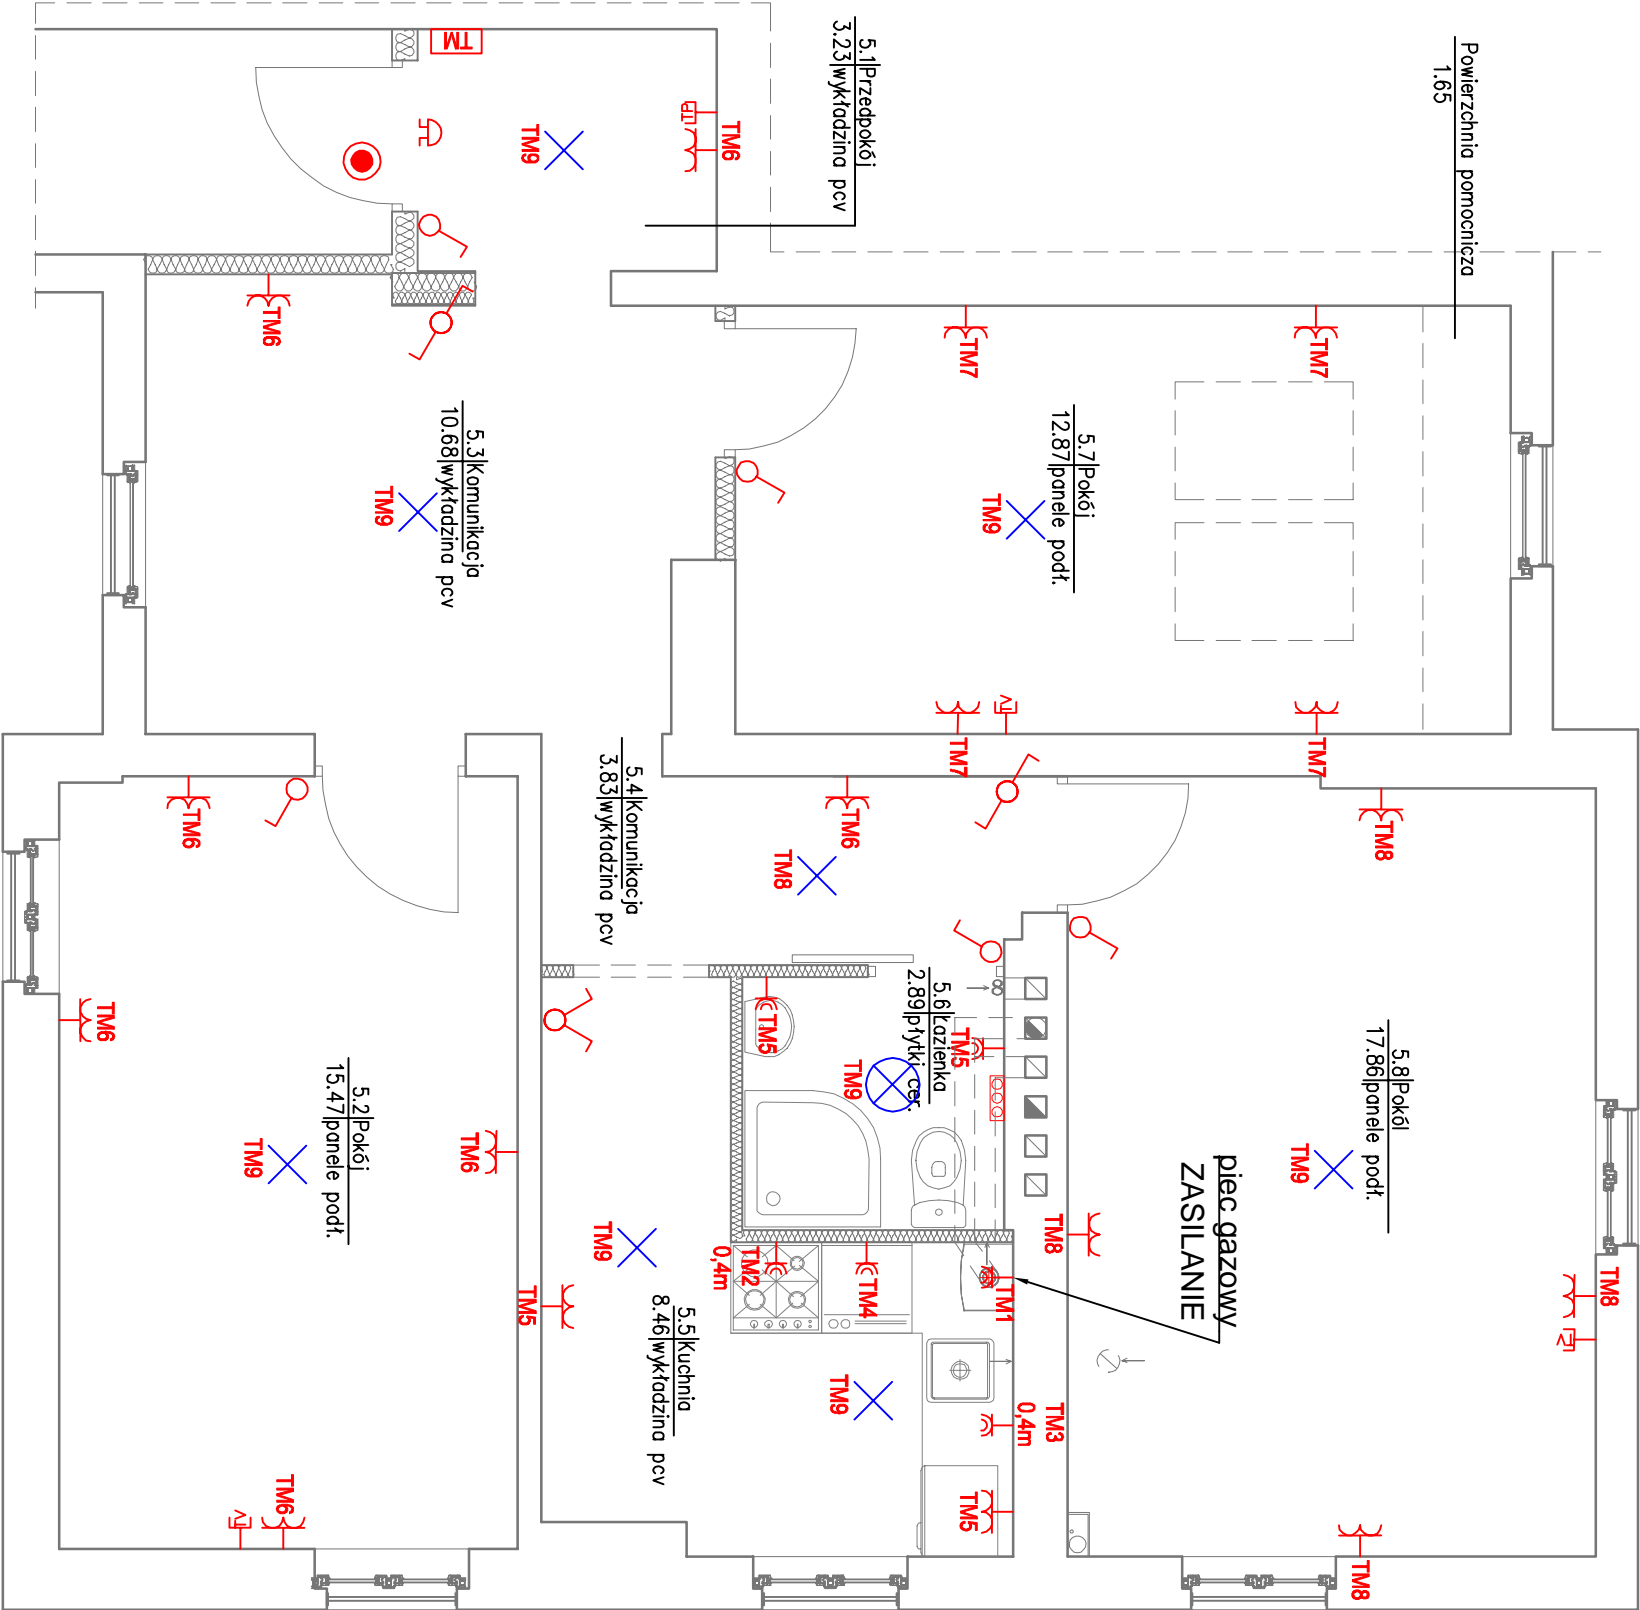 Powierzchnia pomocnicza
1.65
5.1 Przedpokój
3.23 wykładzina pcv
TM
TM9
TP
TM6
TM6
TM7
TM7
5.7 Pokój
12.87 panele podł.
TM9
5.3 Komunikacja
10.68 wykładzina pcv
TM9
TV
TM7
TM7
5.4 Komunikacja
3.83 wykładzina pcv
TM8
TM6
TM6
TM8
TM6
5.6 Łazienka
2.89 płytki cer.
TM5
TM5
TM9
5.8 Pokól
17.86 panele podł.
TM9
5.2 Pokój
15.47 panele podł.
TM9
TM6
TM8
piec gazowy
ZASILANIE
TM1
TM2
0,4m
TM4
TM9
TM5
5.5 Kuchnia
8.46 wykładzina pcv
TM9
TM3
0,4m
TM5
TM8
TV
TM6
TV
TM8